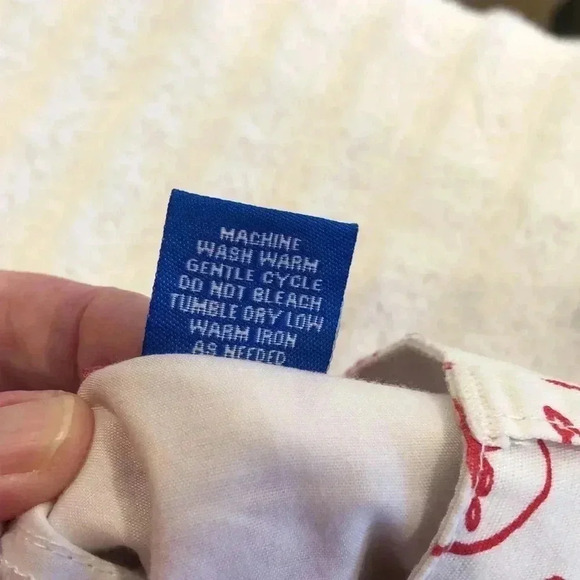 MACHINE
WASH WARM
GENTLE CYCLE
DO NOT BLEACH
TUMBLE DRY LOW
WARM IRON
AS NEEDED